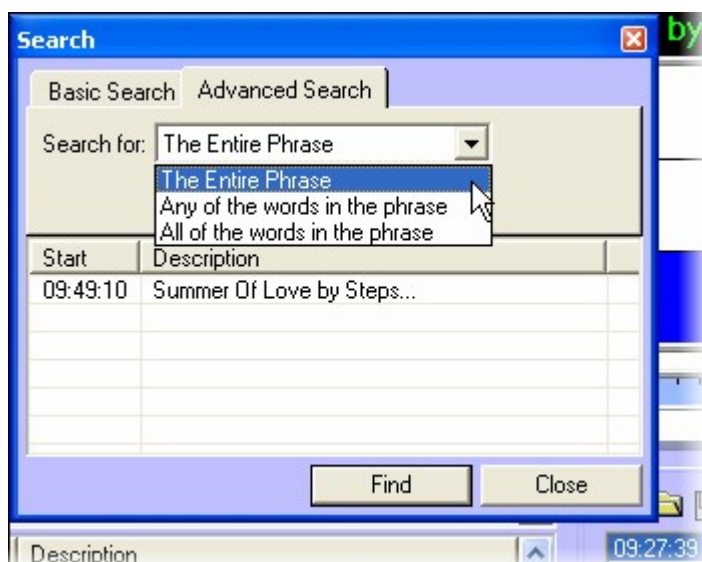 Search
by
Basic Search Advanced Search
Search for: The Entire Phrase
The Entire Phrase
Any of the words in the phrase
All of the words in the phrase
Start Description
09:49:10 Summer Of Love by Steps...
Find Close
Description 09:27:39